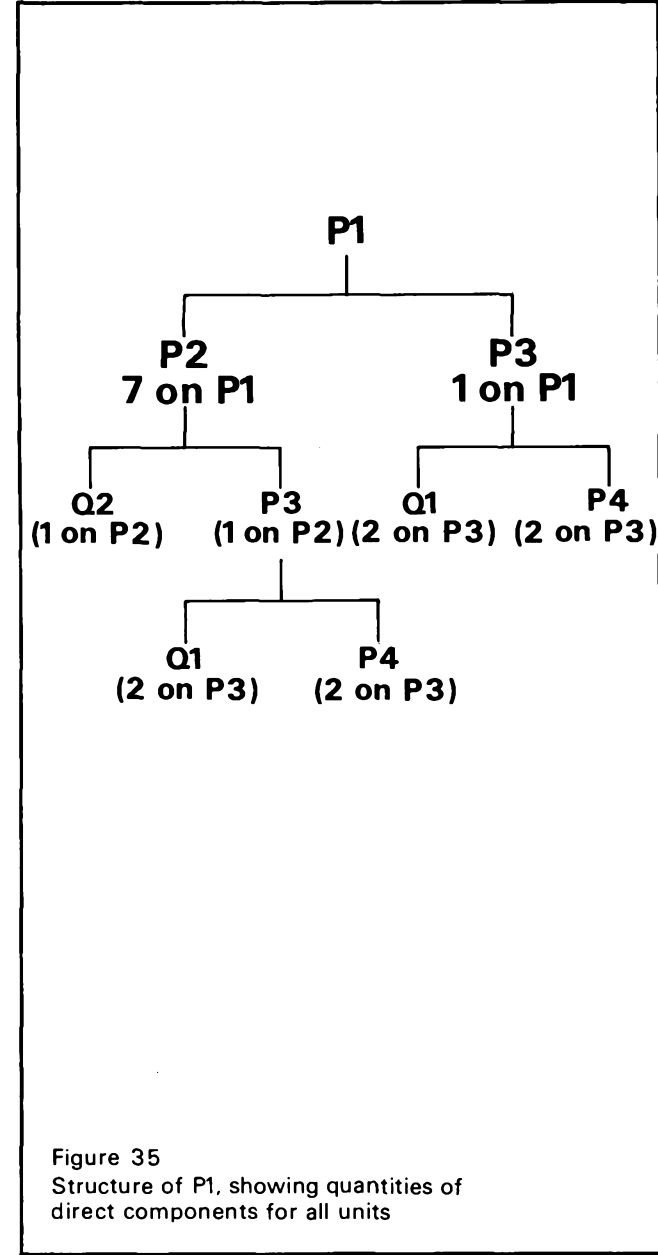 P1
P2 P3
7 on P1 1 on P1
Q2 P3 Q1 P4
(1 on P2) (1 on P2) (2 on P3) (2 on P3)
Q1 P4
(2 on P3) (2 on P3)
Figure 35
Structure of P1, showing quantities of
direct components for all units